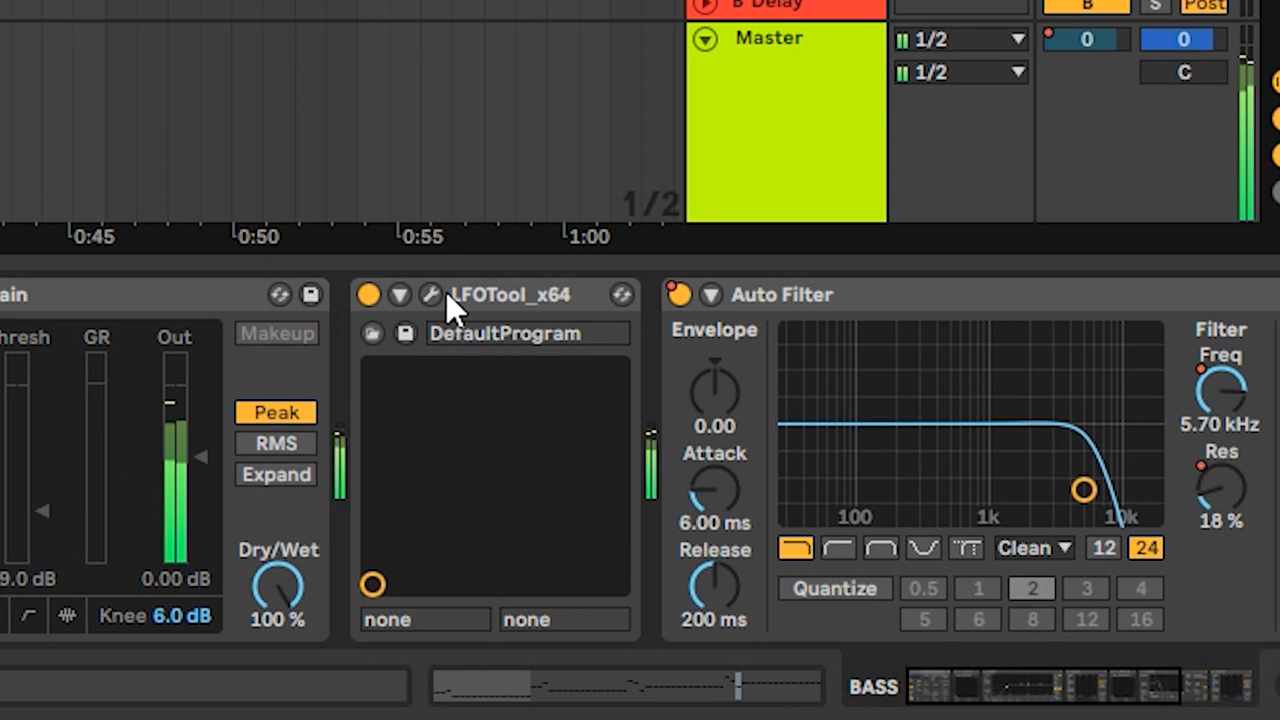 B Delay
B
S
Post
Master
1/2
0
0
1/2
C
1/2
0:45
0:50
0:55
1:00
ain
LFOTool_x64
Auto Filter
hresh
GR
Out
Makeup
DefaultProgram
Envelope
Filter
Freq
Peak
RMS
Expand
0.00
Attack
5.70 kHz
Res
6.00 ms
100
1k
10k
18 %
Dry/Wet
Release
Clean
12
24
9.0 dB
0.00 dB
Quantize
0.5
1
2
3
4
Knee 6.0 dB
100 %
none
none
200 ms
5
6
8
12
16
BASS